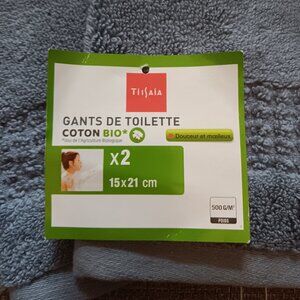 TISSAIA
GANTS DE TOILETTE
COTON BIO*
*Issu de l'Agriculture Biologique
Douceur et moelleux
x2
15x21 cm
500 G/M²
POIDS